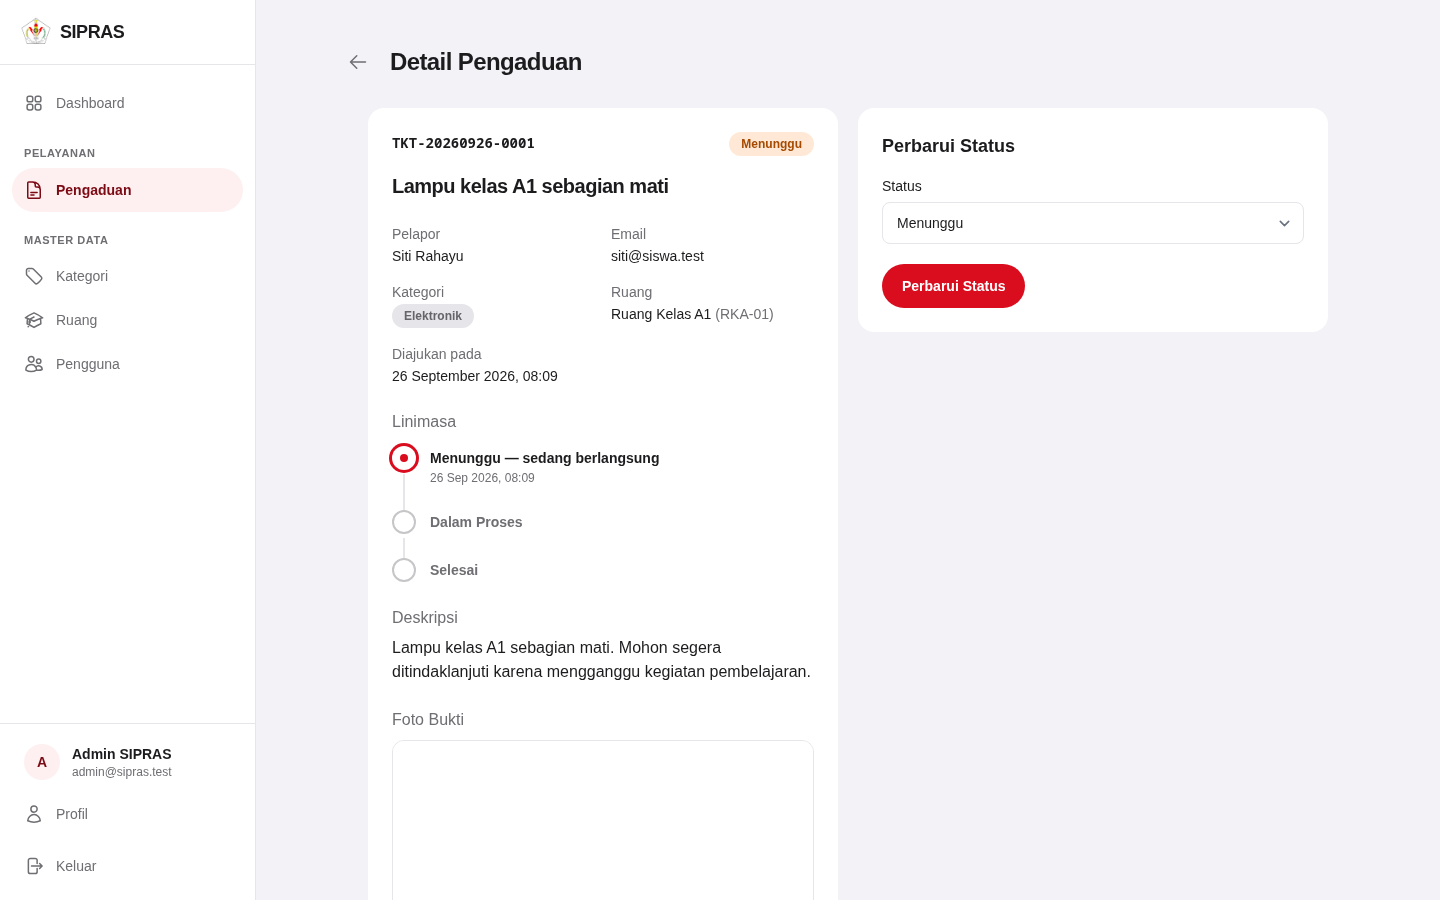 SIPRAS
Dashboard
PELAYANAN
Pengaduan
MASTER DATA
Kategori
Ruang
Pengguna
A
Admin SIPRAS
admin@sipras.test
Profil
Keluar
Detail Pengaduan
TKT-20260926-0001
Menunggu
Lampu kelas A1 sebagian mati
Pelapor
Siti Rahayu
Email
siti@siswa.test
Kategori
Elektronik
Ruang
Ruang Kelas A1 (RKA-01)
Diajukan pada
26 September 2026, 08:09
Linimasa
Menunggu — sedang berlangsung
26 Sep 2026, 08:09
Dalam Proses
Selesai
Deskripsi
Lampu kelas A1 sebagian mati. Mohon segera
ditindaklanjuti karena mengganggu kegiatan pembelajaran.
Foto Bukti
Perbarui Status
Status
Menunggu
Perbarui Status